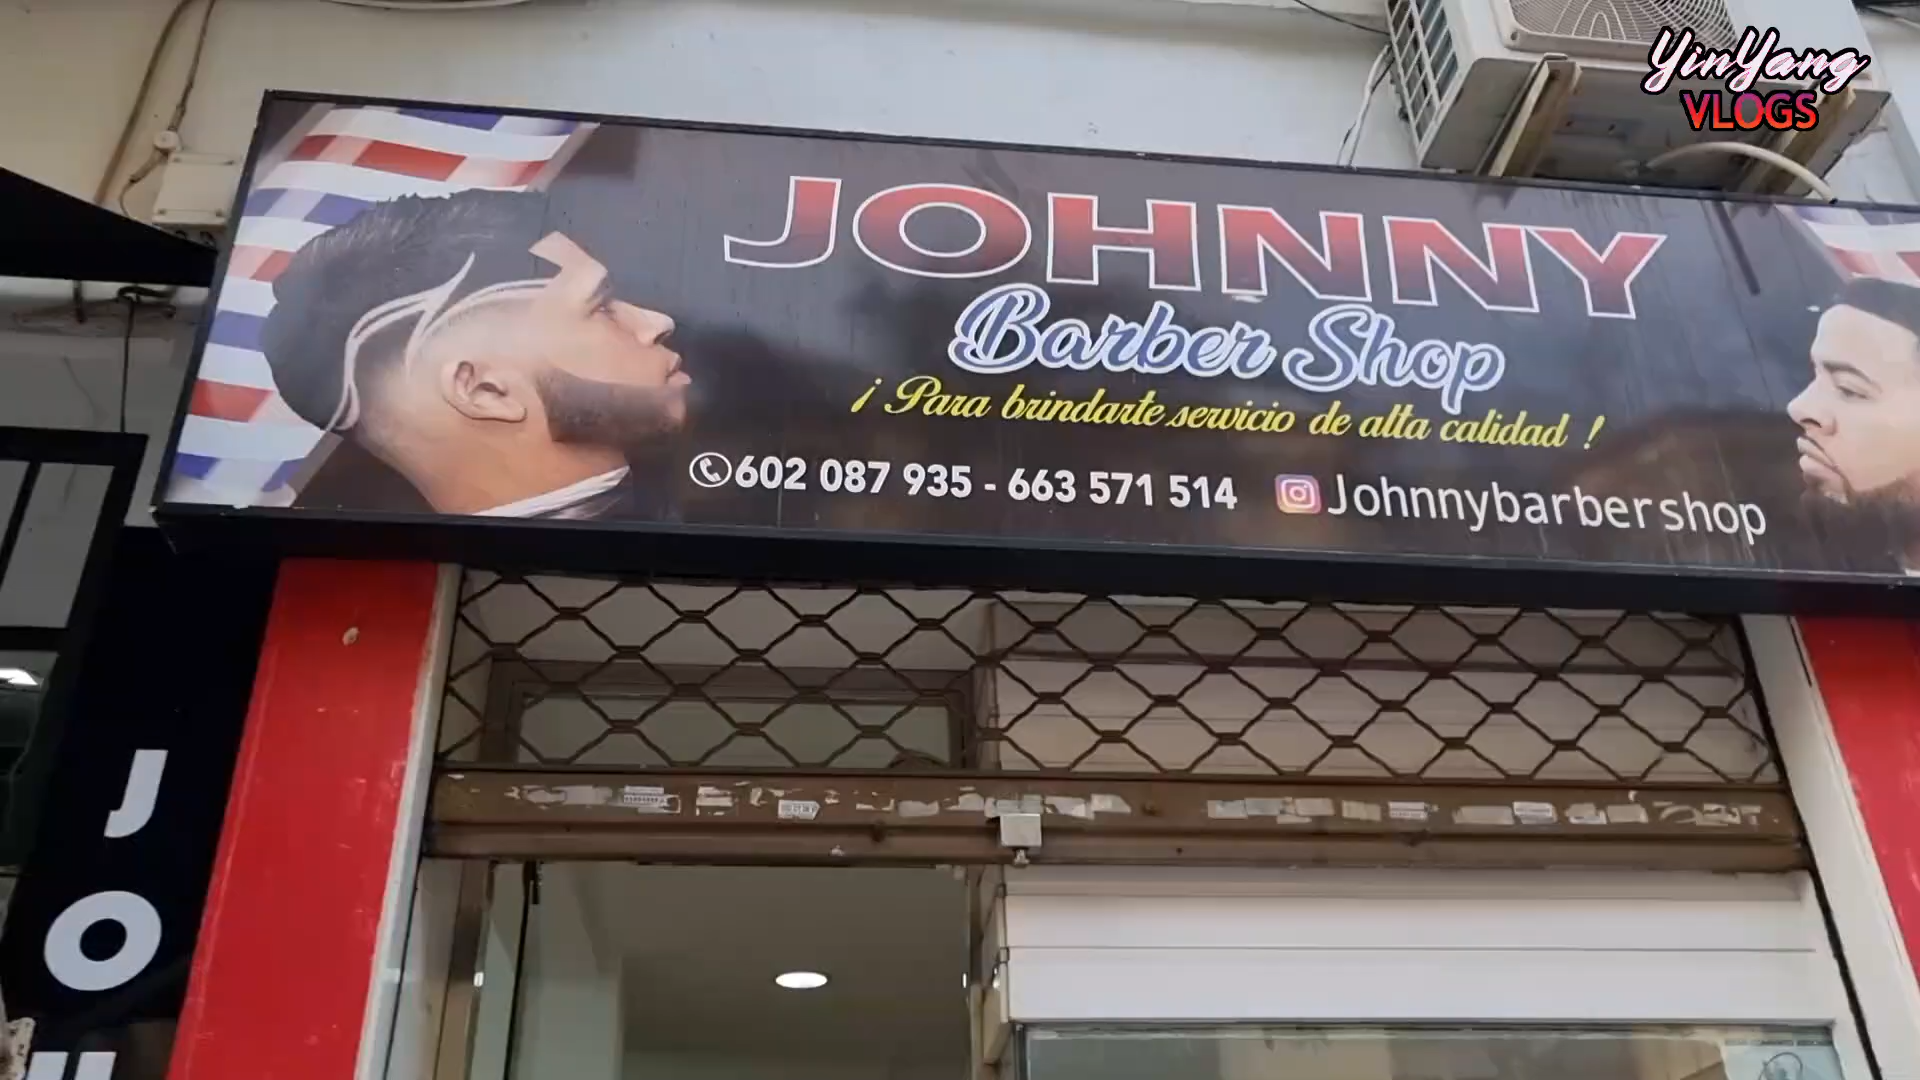 YinYang
VLOGS
JOHNNY
Barber Shop
¡ Para brindarte servicio de alta calidad !
602 087 935 - 663 571 514
Johnnybarbershop
J
O